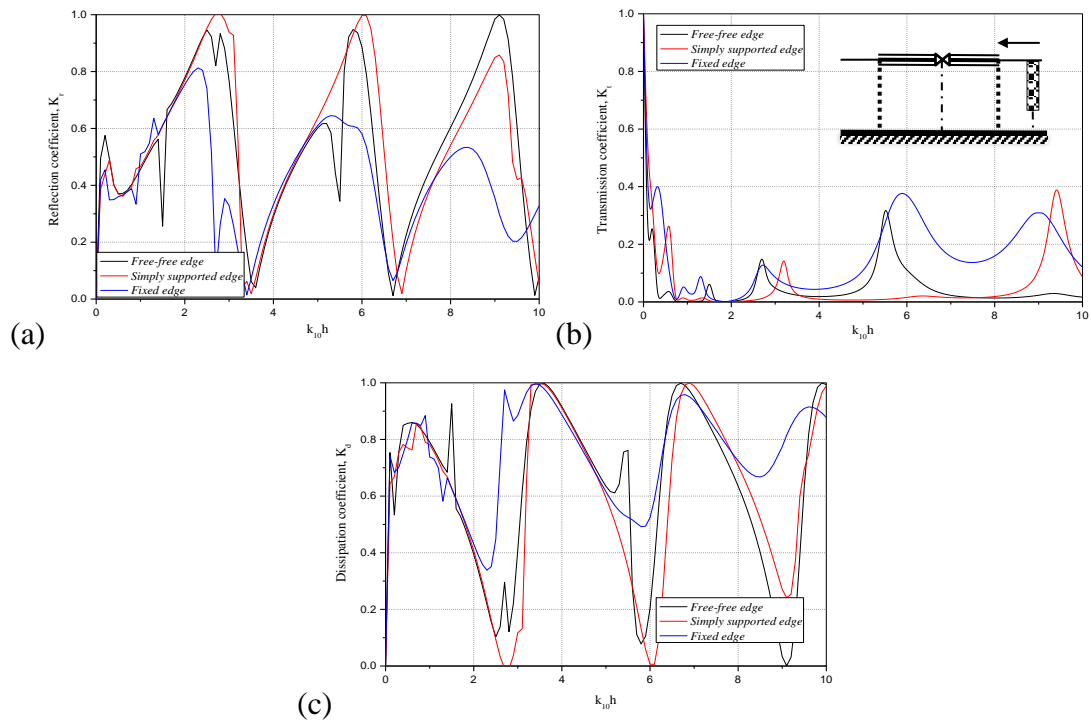 1.0
0.8
0.6
0.4
0.2
0.0
Reflection coefficient, K_r
Free-free edge
Simply supported edge
Fixed edge
0 2 4 6 8 10
k_10h
(a)
1.0
0.8
0.6
0.4
0.2
0.0
Transmission coefficient, K_t
Free-free edge
Simply supported edge
Fixed edge
0 2 4 6 8 10
k_10h
(b)
1.0
0.8
0.6
0.4
0.2
0.0
Dissipation coefficient, K_d
Free-free edge
Simply supported edge
Fixed edge
0 2 4 6 8 10
k_10h
(c)